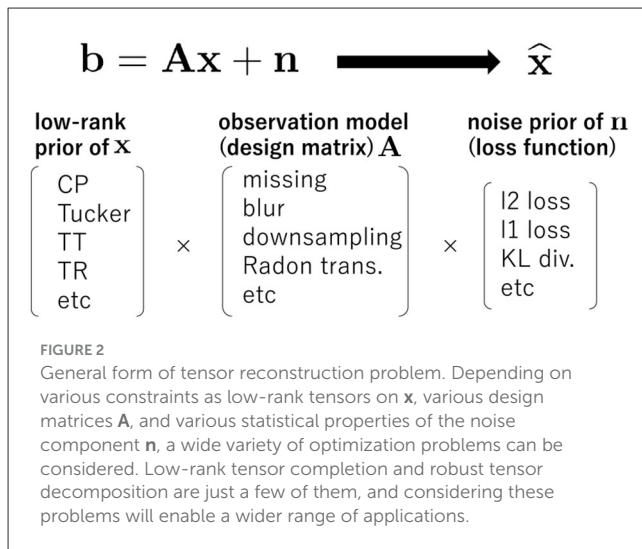 b = Ax + n → x̂
low-rank prior of x
CP
Tucker
TT
TR
etc
×
observation model (design matrix) A
missing
blur
downsampling
Radon trans.
etc
×
noise prior of n (loss function)
l2 loss
l1 loss
KL div.
etc
FIGURE 2
General form of tensor reconstruction problem. Depending on
various constraints as low-rank tensors on x, various design
matrices A, and various statistical properties of the noise
component n, a wide variety of optimization problems can be
considered. Low-rank tensor completion and robust tensor
decomposition are just a few of them, and considering these
problems will enable a wider range of applications.